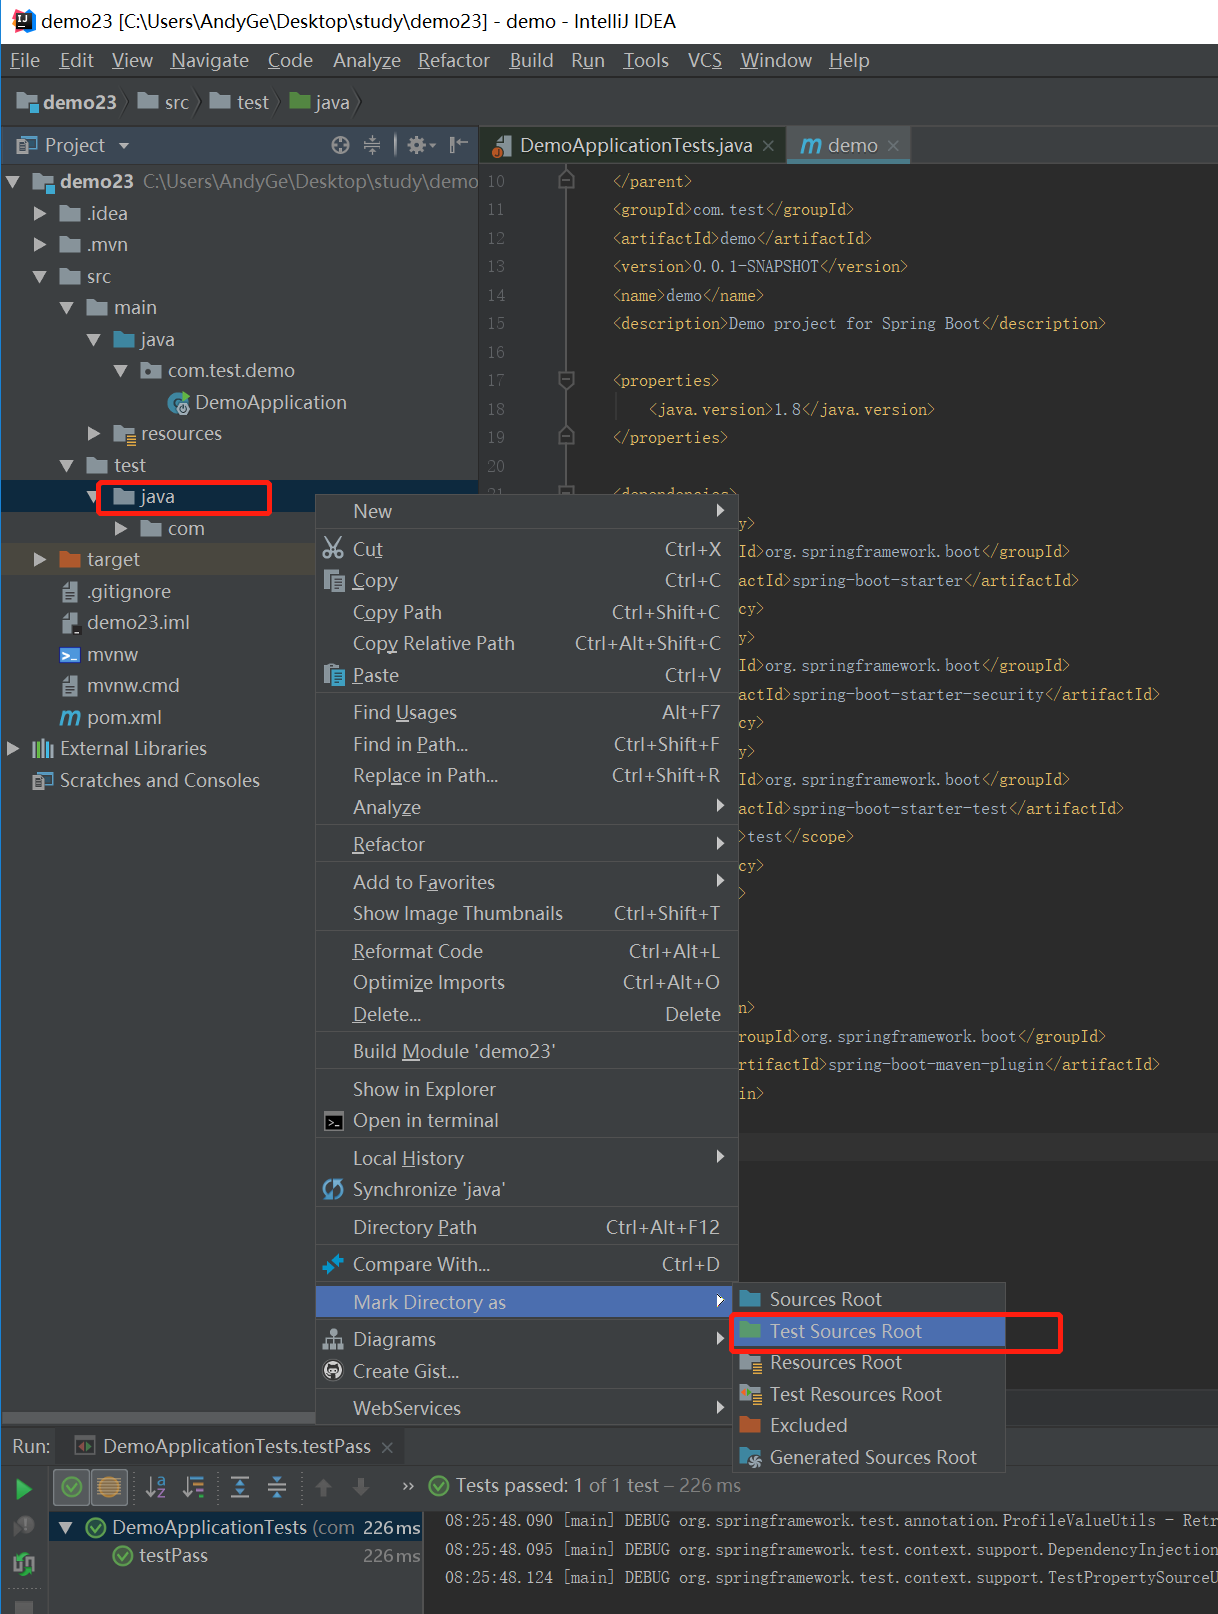 demo23 [C:\Users\AndyGe\Desktop\study\demo23] - demo - IntelliJ IDEA
File Edit View Navigate Code Analyze Refactor Build Run Tools VCS Window Help
demo23 src test java
Project
DemoApplicationTests.java demo
demo23 C:\Users\AndyGe\Desktop\study\demo
.idea
.mvn
src
main
java
com.test.demo
DemoApplication
resources
test
java
com
target
.gitignore
demo23.iml
mvnw
mvnw.cmd
pom.xml
External Libraries
Scratches and Consoles
10 </parent>
11 <groupId>com.test</groupId>
12 <artifactId>demo</artifactId>
13 <version>0.0.1-SNAPSHOT</version>
14 <name>demo</name>
15 <description>Demo project for Spring Boot</description>
16
17 <properties>
18 <java.version>1.8</java.version>
19 </properties>
20
21 <dependencies>
cy>
Id>org.springframework.boot</groupId>
actId>spring-boot-starter</artifactId>
cy>
y>
Id>org.springframework.boot</groupId>
actId>spring-boot-starter-security</artifactId>
cy>
y>
Id>org.springframework.boot</groupId>
actId>spring-boot-starter-test</artifactId>
>test</scope>
cy>
>
n>
roupId>org.springframework.boot</groupId>
rtifactId>spring-boot-maven-plugin</artifactId>
in>
New
Cut Ctrl+X
Copy Ctrl+C
Copy Path Ctrl+Shift+C
Copy Relative Path Ctrl+Alt+Shift+C
Paste Ctrl+V
Find Usages Alt+F7
Find in Path... Ctrl+Shift+F
Replace in Path... Ctrl+Shift+R
Analyze
Refactor
Add to Favorites
Show Image Thumbnails Ctrl+Shift+T
Reformat Code Ctrl+Alt+L
Optimize Imports Ctrl+Alt+O
Delete... Delete
Build Module 'demo23'
Show in Explorer
Open in terminal
Local History
Synchronize 'java'
Directory Path Ctrl+Alt+F12
Compare With... Ctrl+D
Mark Directory as
Diagrams
Create Gist...
WebServices
Sources Root
Test Sources Root
Resources Root
Test Resources Root
Excluded
Generated Sources Root
Run: DemoApplicationTests.testPass
Tests passed: 1 of 1 test – 226 ms
DemoApplicationTests (com 226 ms
testPass 226 ms
08:25:48.090 [main] DEBUG org.springframework.test.annotation.ProfileValueUtils - Retr
08:25:48.095 [main] DEBUG org.springframework.test.context.support.DependencyInjection
08:25:48.124 [main] DEBUG org.springframework.test.context.support.TestPropertySourceU